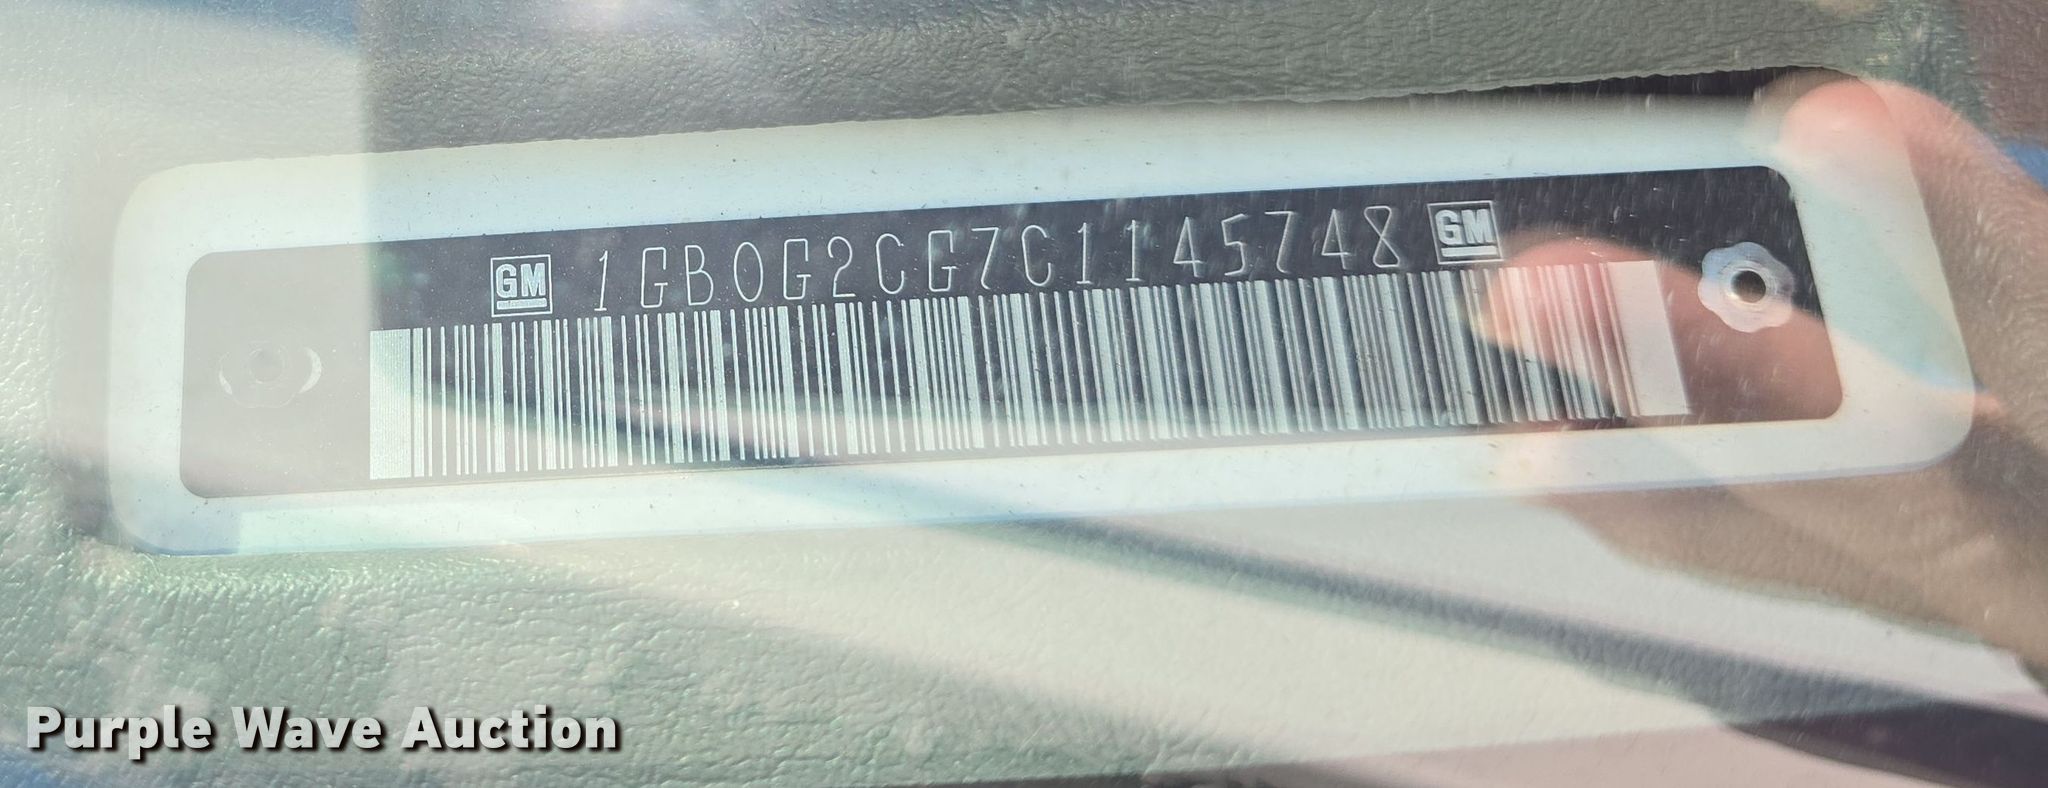 GM 1GB0G2CG7C1145748 GM
Purple Wave Auction